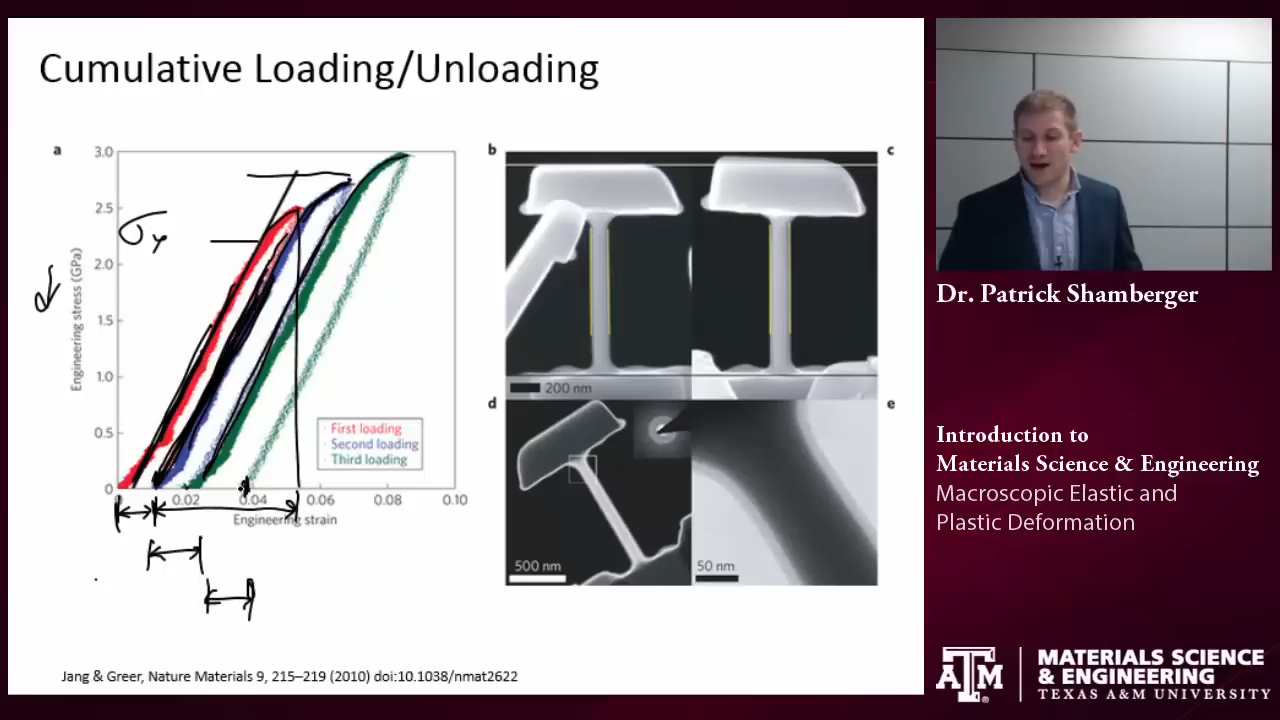 Cumulative Loading/Unloading
a
3.0
2.5
2.0
1.5
1.0
0.5
0
Engineering stress (GPa)
σy
σ
First loading
Second loading
Third loading
0
0.02
0.04
0.06
0.08
0.10
Engineering strain
b
c
200 nm
d
e
500 nm
50 nm
Jang & Greer, Nature Materials 9, 215–219 (2010) doi:10.1038/nmat2622
Dr. Patrick Shamberger
Introduction to
Materials Science & Engineering
Macroscopic Elastic and
Plastic Deformation
ATM
MATERIALS SCIENCE
& ENGINEERING
TEXAS A&M UNIVERSITY